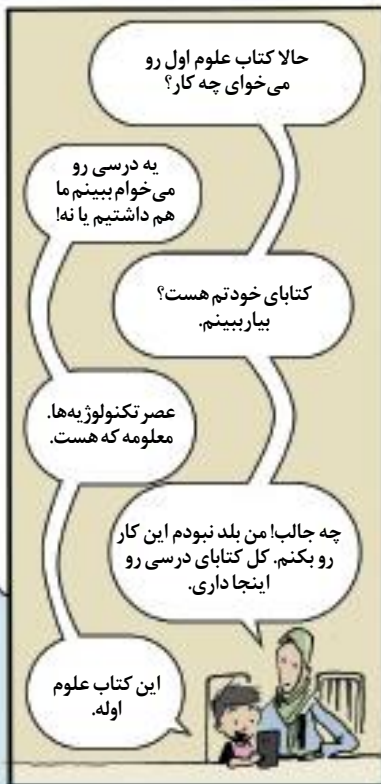 حالا کتاب علوم اول رو
می‌خوای چه کار؟
یه درسی رو
می‌خوام ببینم ما
هم داشتیم یا نه!
کتابای خودتم هست؟
بیار ببینم.
عصر تکنولوژیه‌ها.
معلومه که هست.
چه جالب! من بلد نبودم این کار
رو بکنم. کل کتابای درسی رو
اینجا داری.
این کتاب علوم
اوله.